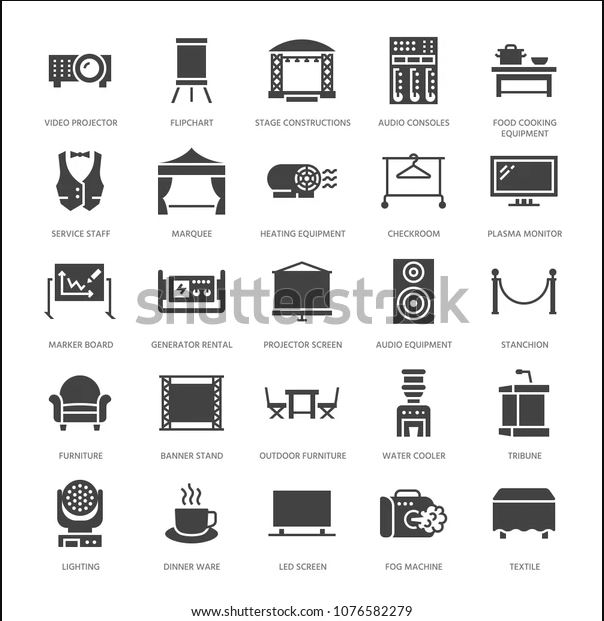 VIDEO PROJECTOR
FLIPCHART
STAGE CONSTRUCTIONS
AUDIO CONSOLES
FOOD COOKING
EQUIPMENT
SERVICE STAFF
MARQUEE
HEATING EQUIPMENT
CHECKROOM
PLASMA MONITOR
MARKER BOARD
GENERATOR RENTAL
PROJECTOR SCREEN
AUDIO EQUIPMENT
STANCHION
shutterstock
FURNITURE
BANNER STAND
OUTDOOR FURNITURE
WATER COOLER
TRIBUNE
LIGHTING
DINNER WARE
LED SCREEN
FOG MACHINE
TEXTILE
www.shutterstock.com · 1076582279